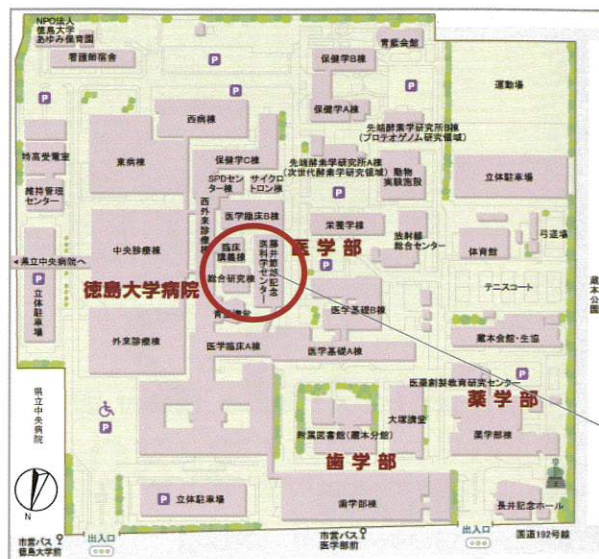 NPO法人
徳島大学
あゆみ保育園
看護師宿舎
青藍会館
保健学B棟
運動場
保健学A棟
西病棟
先端酵素学研究所B棟
(プロテオゲノム研究領域)
特高受電室
東病棟
保健学C棟
先端酵素学研究所A棟
(次世代酵素学研究領域)
動物
実験施設
立体駐車場
維持管理
センター
SPDセン
ター棟
サイクロ
トロン棟
西外来診療棟
医学臨床B棟
栄養学棟
放射線
総合センター
弓道場
体育館
県立中央病院へ
中央診療棟
臨床
講義棟
藤井節郎記念
医科学センター
医学部
蔵本公園
総合研究棟
徳島大学病院
立体駐車場
テニスコート
医学基礎B棟
外来診療棟
医学臨床A棟
医学基礎A棟
蔵本会館・生協
医薬創製教育研究センター
薬学部
県立中央病院
大塚講堂
附属図書館(蔵本分館)
薬学部棟
歯学部
立体駐車場
歯学部棟
長井記念ホール
N
市営バス
徳島大学前
出入口
市営バス
医学部前
出入口
国道192号線